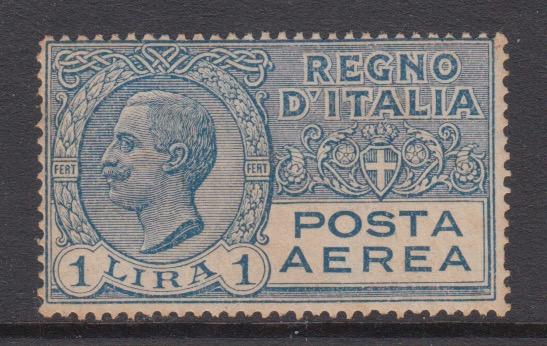 REGNO
D'ITALIA
FERT FERT
POSTA
AEREA
1 LIRA 1